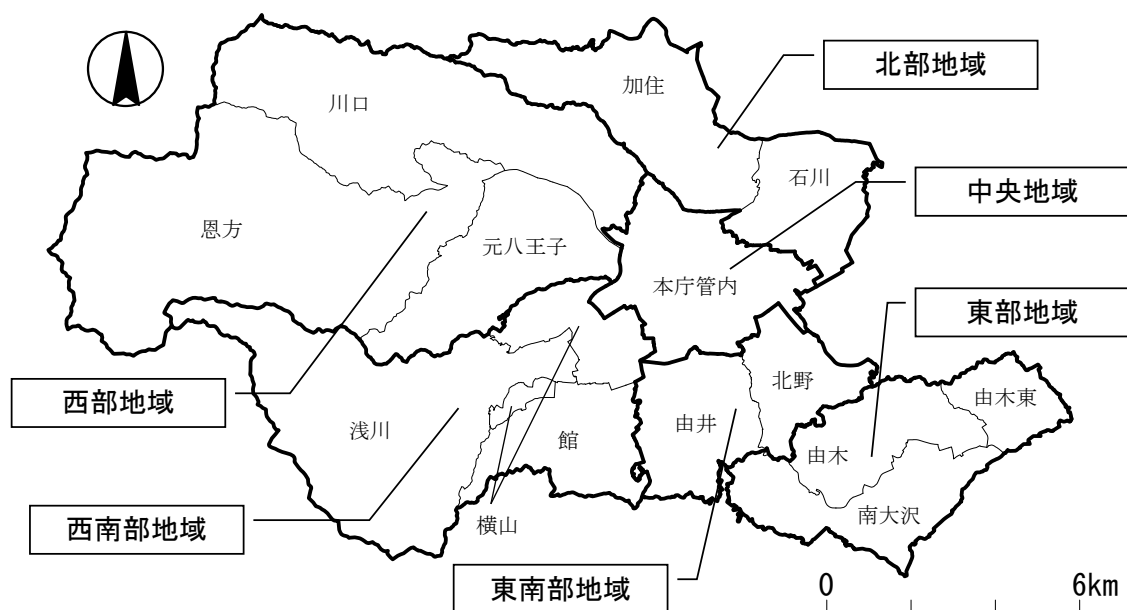 北部地域
加住
川口
石川
中央地域
恩方
元八王子
本庁管内
東部地域
西部地域
北野
由木東
浅川
由井
館
由木
南大沢
西南部地域
横山
東南部地域
0 6km